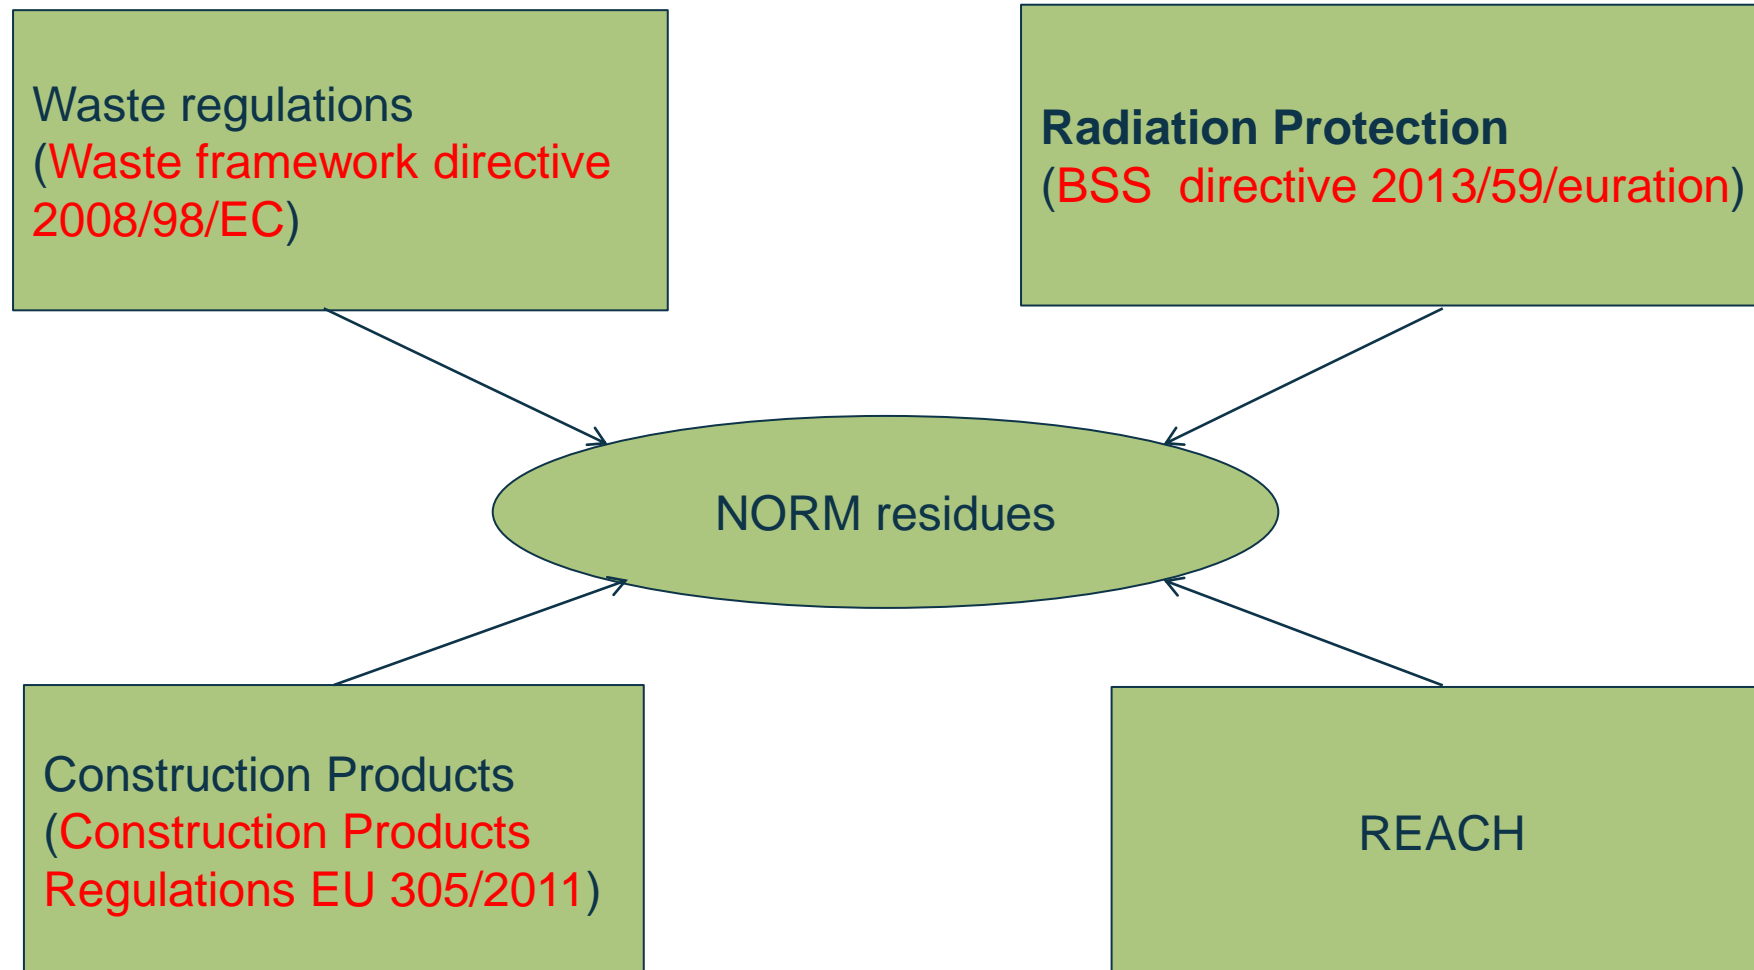 Waste regulations
(Waste framework directive
2008/98/EC)
Radiation Protection
(BSS  directive 2013/59/euration)
NORM residues
Construction Products
(Construction Products
Regulations EU 305/2011)
REACH